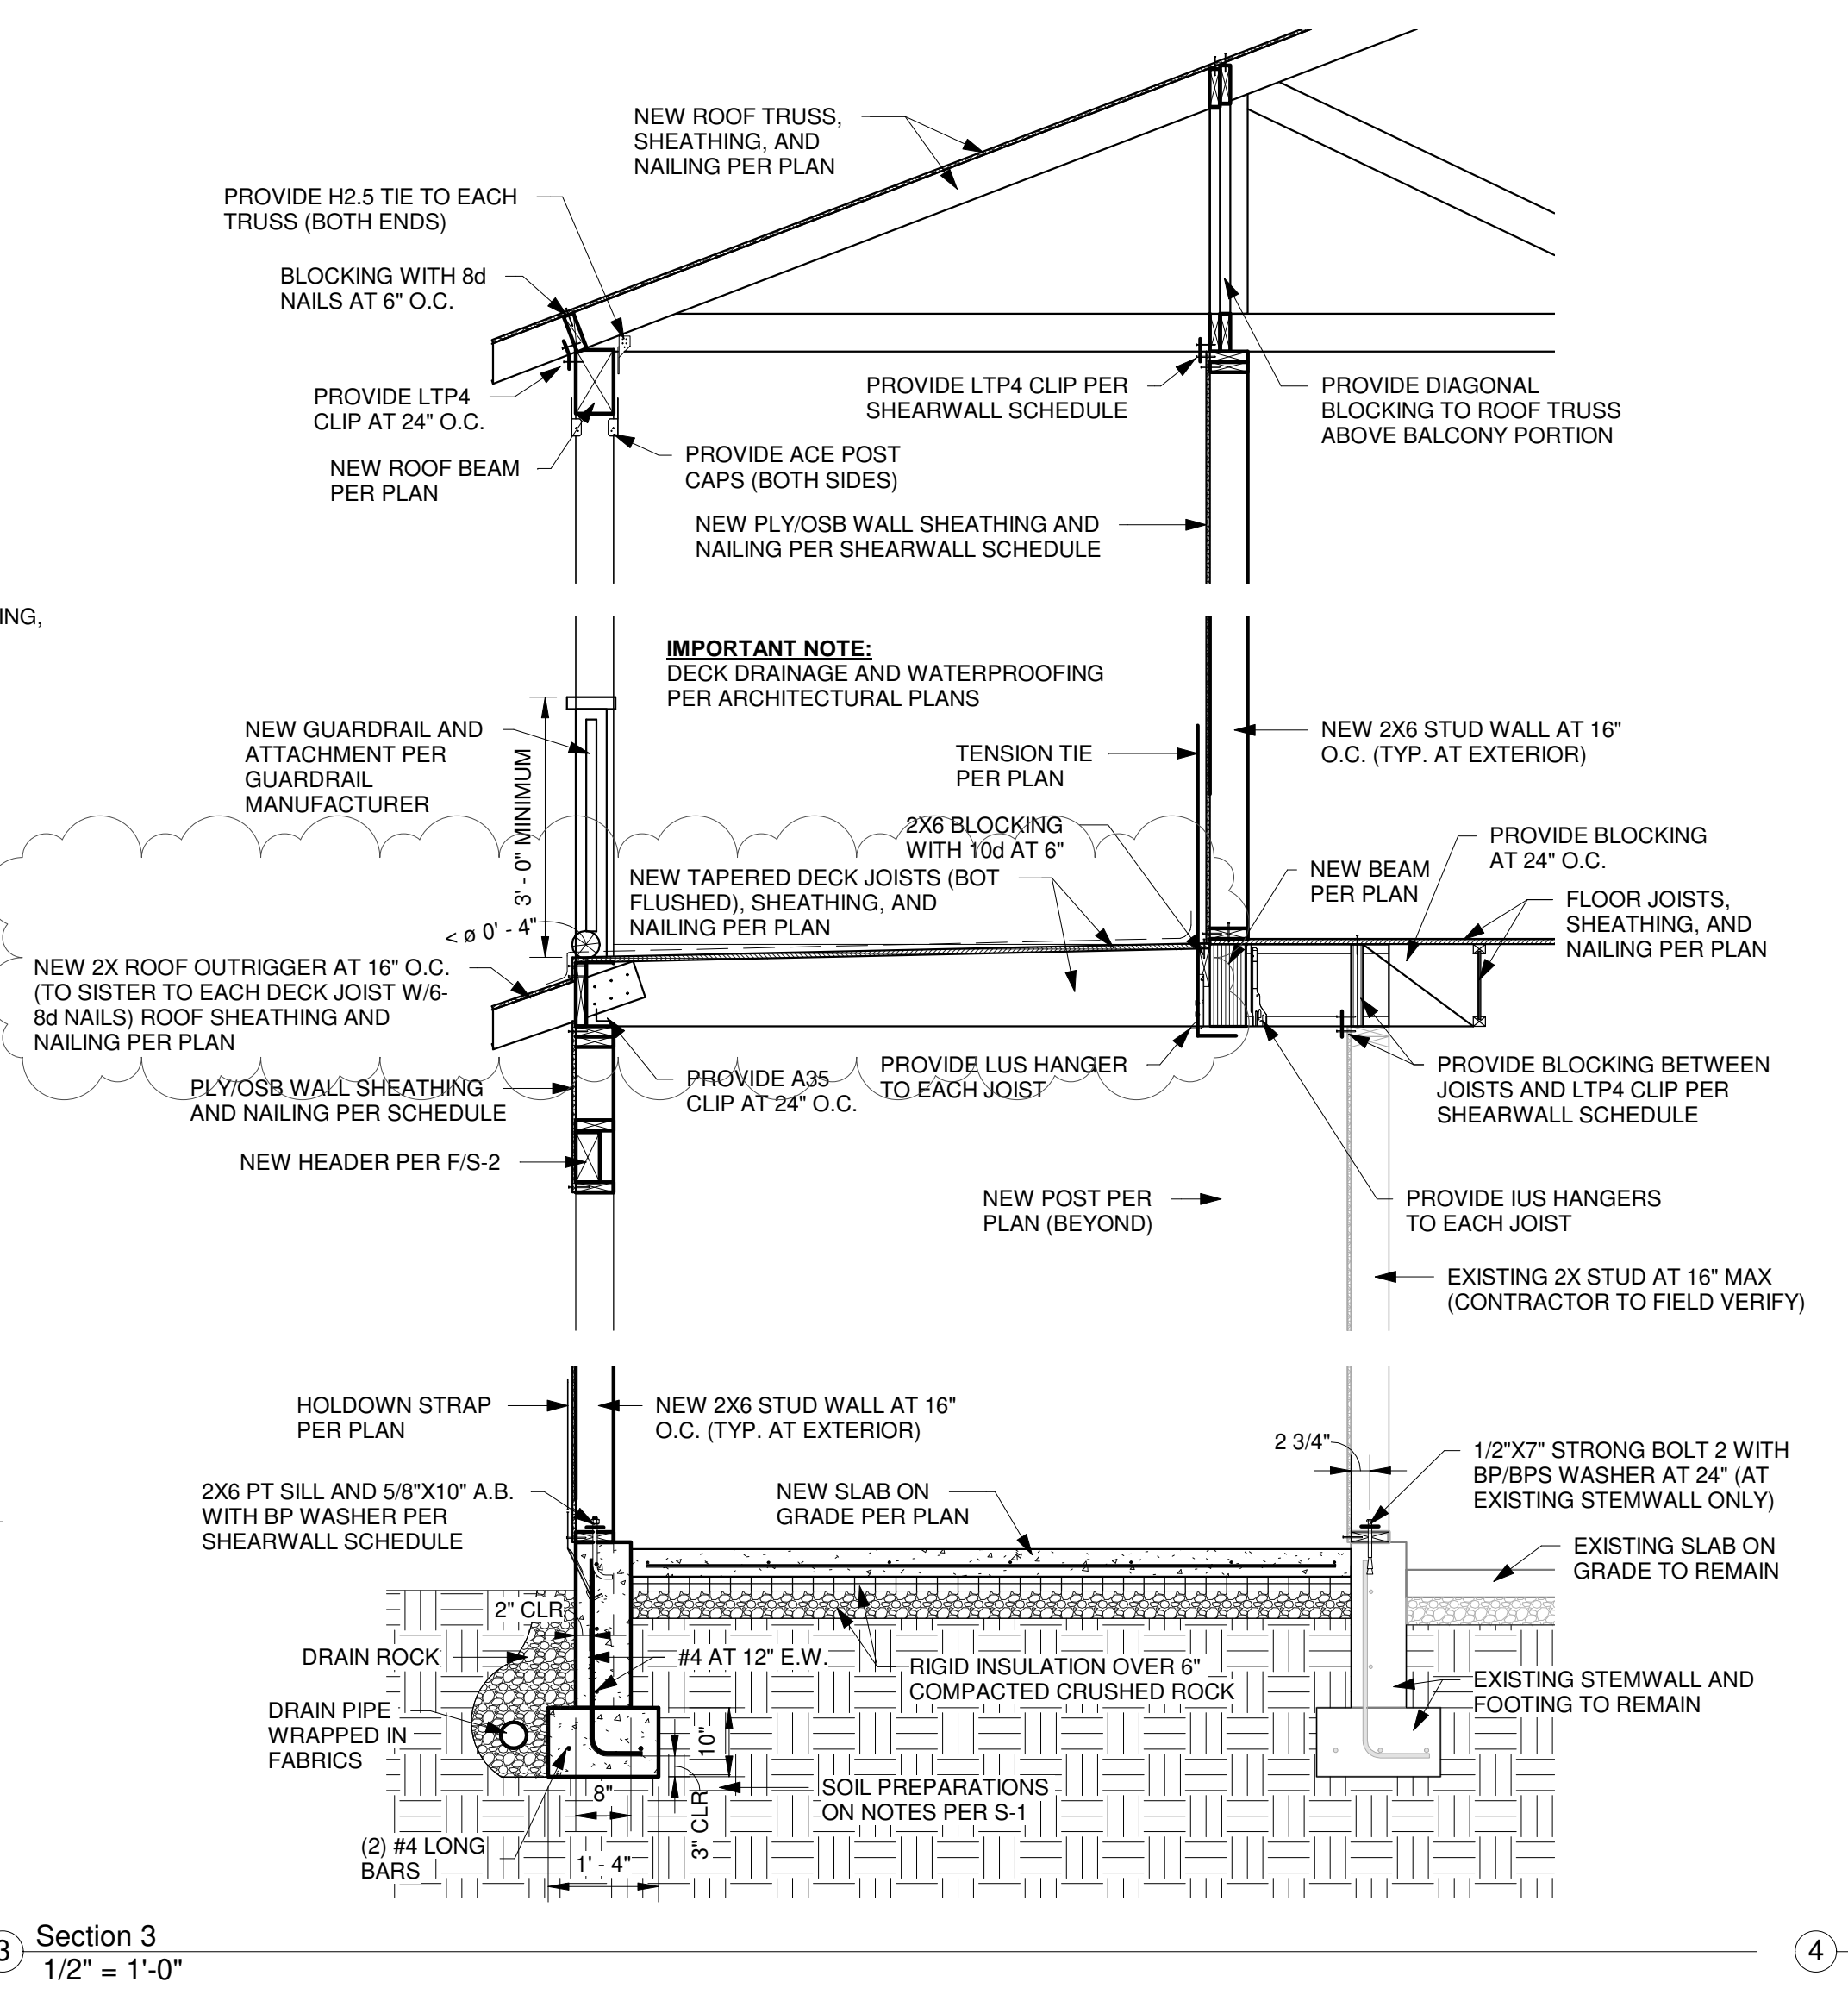 NEW ROOF TRUSS,
SHEATHING, AND
NAILING PER PLAN
PROVIDE H2.5 TIE TO EACH
TRUSS (BOTH ENDS)
BLOCKING WITH 8d
NAILS AT 6" O.C.
PROVIDE LTP4
CLIP AT 24" O.C.
NEW ROOF BEAM
PER PLAN
PROVIDE ACE POST
CAPS (BOTH SIDES)
PROVIDE LTP4 CLIP PER
SHEARWALL SCHEDULE
PROVIDE DIAGONAL
BLOCKING TO ROOF TRUSS
ABOVE BALCONY PORTION
NEW PLY/OSB WALL SHEATHING AND
NAILING PER SHEARWALL SCHEDULE
ING,
IMPORTANT NOTE:
DECK DRAINAGE AND WATERPROOFING
PER ARCHITECTURAL PLANS
NEW GUARDRAIL AND
ATTACHMENT PER
GUARDRAIL
MANUFACTURER
3' - 0" MINIMUM
TENSION TIE
PER PLAN
NEW 2X6 STUD WALL AT 16"
O.C. (TYP. AT EXTERIOR)
2X6 BLOCKING
WITH 10d AT 6"
NEW TAPERED DECK JOISTS (BOT
FLUSHED), SHEATHING, AND
NAILING PER PLAN
NEW BEAM
PER PLAN
PROVIDE BLOCKING
AT 24" O.C.
FLOOR JOISTS,
SHEATHING, AND
NAILING PER PLAN
< ø 0' - 4"
NEW 2X ROOF OUTRIGGER AT 16" O.C.
(TO SISTER TO EACH DECK JOIST W/6-
8d NAILS) ROOF SHEATHING AND
NAILING PER PLAN
PLY/OSB WALL SHEATHING
AND NAILING PER SCHEDULE
PROVIDE A35
CLIP AT 24" O.C.
PROVIDE LUS HANGER
TO EACH JOIST
PROVIDE BLOCKING BETWEEN
JOISTS AND LTP4 CLIP PER
SHEARWALL SCHEDULE
NEW HEADER PER F/S-2
NEW POST PER
PLAN (BEYOND)
PROVIDE IUS HANGERS
TO EACH JOIST
EXISTING 2X STUD AT 16" MAX
(CONTRACTOR TO FIELD VERIFY)
HOLDOWN STRAP
PER PLAN
NEW 2X6 STUD WALL AT 16"
O.C. (TYP. AT EXTERIOR)
2 3/4"
1/2"X7" STRONG BOLT 2 WITH
BP/BPS WASHER AT 24" (AT
EXISTING STEMWALL ONLY)
2X6 PT SILL AND 5/8"X10" A.B.
WITH BP WASHER PER
SHEARWALL SCHEDULE
NEW SLAB ON
GRADE PER PLAN
EXISTING SLAB ON
GRADE TO REMAIN
2" CLR
DRAIN ROCK
#4 AT 12" E.W.
RIGID INSULATION OVER 6"
COMPACTED CRUSHED ROCK
EXISTING STEMWALL AND
FOOTING TO REMAIN
DRAIN PIPE
WRAPPED IN
FABRICS
10"
8"
3" CLR
SOIL PREPARATIONS
ON NOTES PER S-1
(2) #4 LONG
BARS
1' - 4"
3
Section 3
1/2" = 1'-0"
4